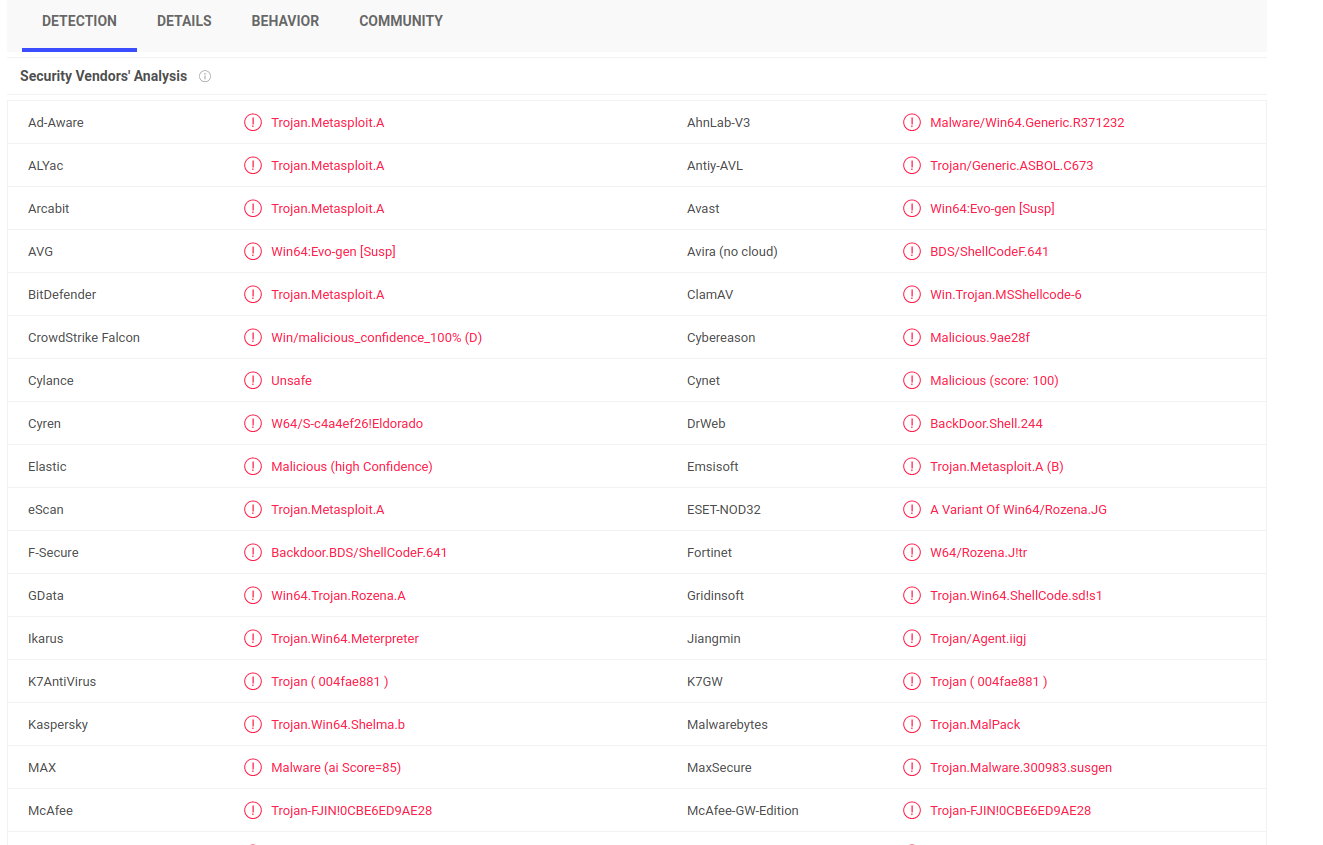 DETECTION DETAILS BEHAVIOR COMMUNITY
Security Vendors' Analysis
Ad-Aware Trojan.Metasploit.A AhnLab-V3 Malware/Win64.Generic.R371232
ALYac Trojan.Metasploit.A Antiy-AVL Trojan/Generic.ASBOL.C673
Arcabit Trojan.Metasploit.A Avast Win64:Evo-gen [Susp]
AVG Win64:Evo-gen [Susp] Avira (no cloud) BDS/ShellCodeF.641
BitDefender Trojan.Metasploit.A ClamAV Win.Trojan.MSShellcode-6
CrowdStrike Falcon Win/malicious_confidence_100% (D) Cybereason Malicious.9ae28f
Cylance Unsafe Cynet Malicious (score: 100)
Cyren W64/S-c4a4ef26!Eldorado DrWeb BackDoor.Shell.244
Elastic Malicious (high Confidence) Emsisoft Trojan.Metasploit.A (B)
eScan Trojan.Metasploit.A ESET-NOD32 A Variant Of Win64/Rozena.JG
F-Secure Backdoor.BDS/ShellCodeF.641 Fortinet W64/Rozena.J!tr
GData Win64.Trojan.Rozena.A Gridinsoft Trojan.Win64.ShellCode.sd!s1
Ikarus Trojan.Win64.Meterpreter Jiangmin Trojan/Agent.iigj
K7AntiVirus Trojan ( 004fae881 ) K7GW Trojan ( 004fae881 )
Kaspersky Trojan.Win64.Shelma.b Malwarebytes Trojan.MalPack
MAX Malware (ai Score=85) MaxSecure Trojan.Malware.300983.susgen
McAfee Trojan-FJIN!0CBE6ED9AE28 McAfee-GW-Edition Trojan-FJIN!0CBE6ED9AE28